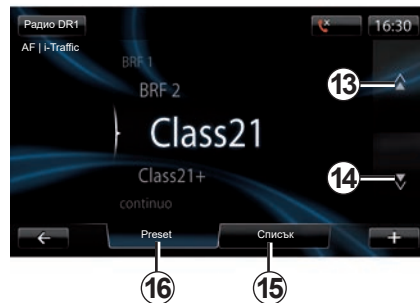 Радио DR1
16:30
AF | i-Traffic
BRF 1
BRF 2
13
Class21
Class21+
14
continuo
Preset
Списък
16
15